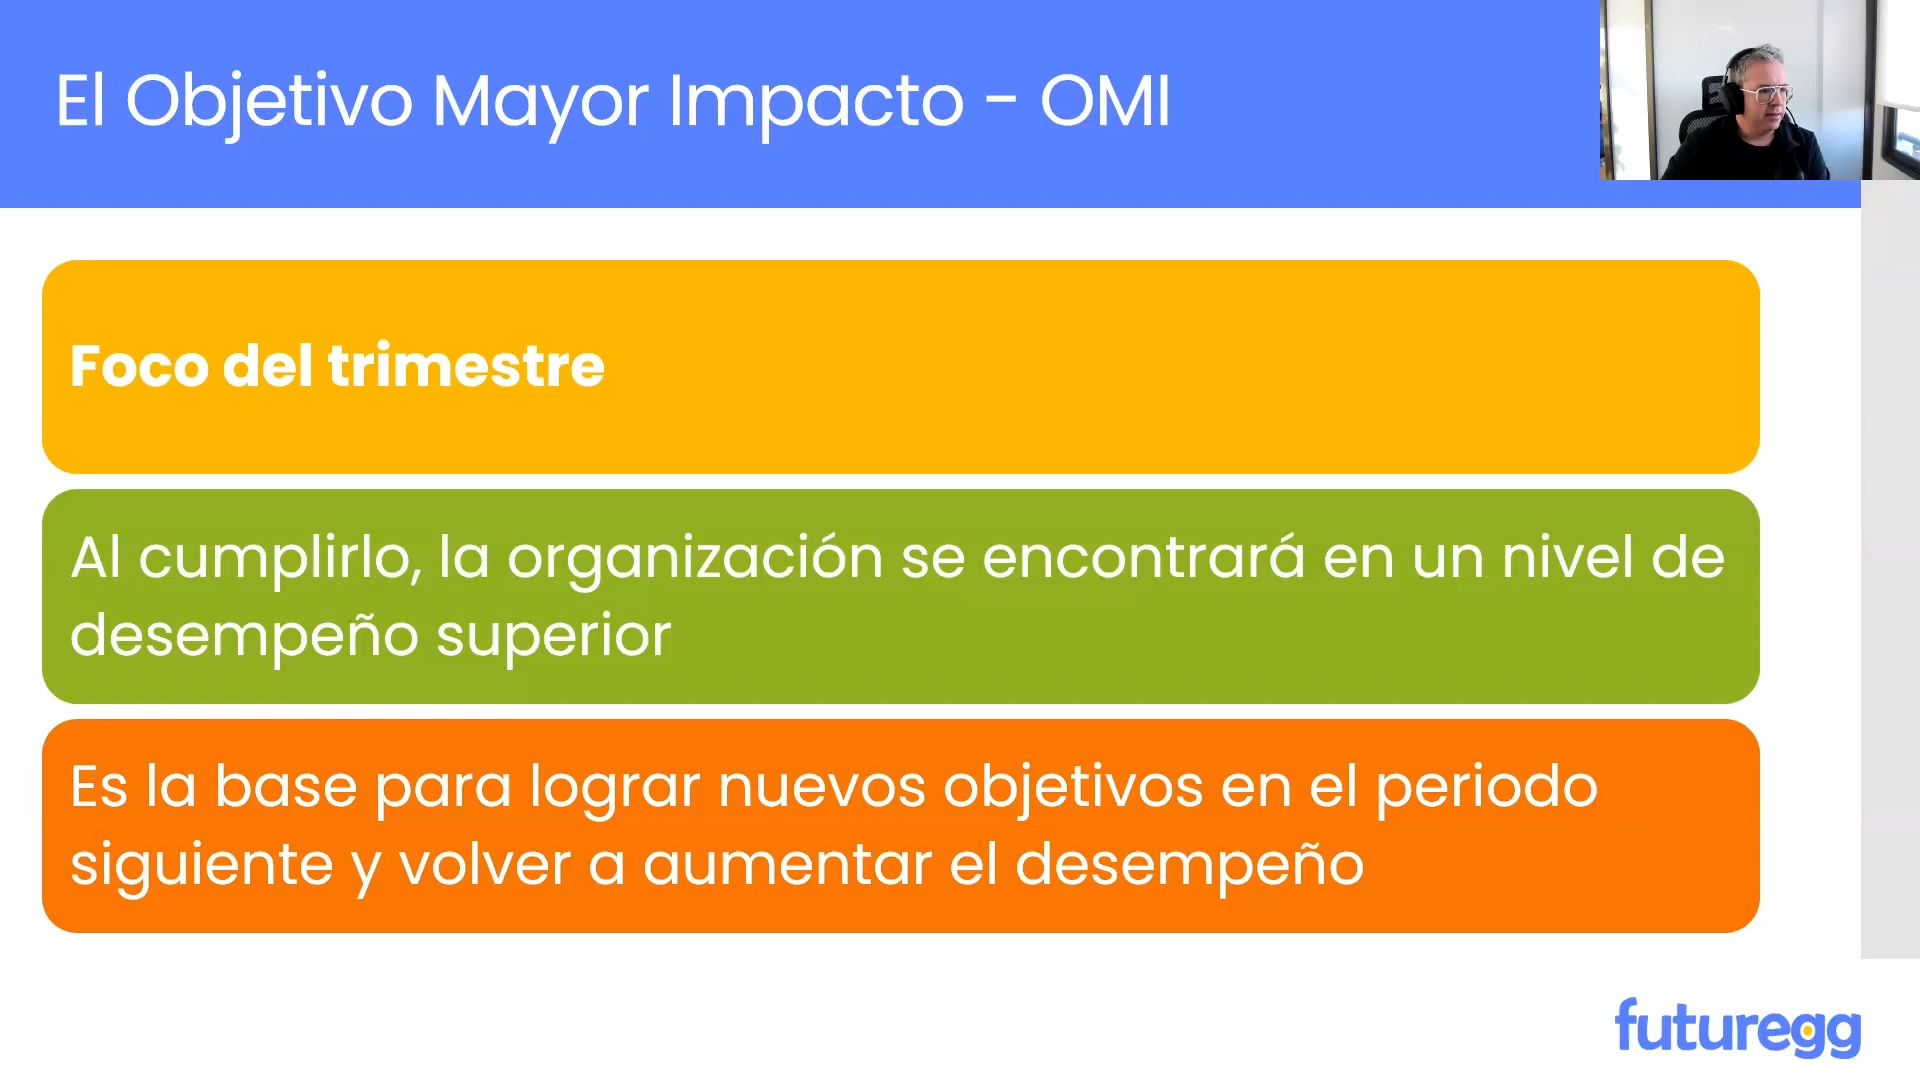 El Objetivo Mayor Impacto - OMI
Foco del trimestre
Al cumplirlo, la organización se encontrará en un nivel de
desempeño superior
Es la base para lograr nuevos objetivos en el periodo
siguiente y volver a aumentar el desempeño
futuregg